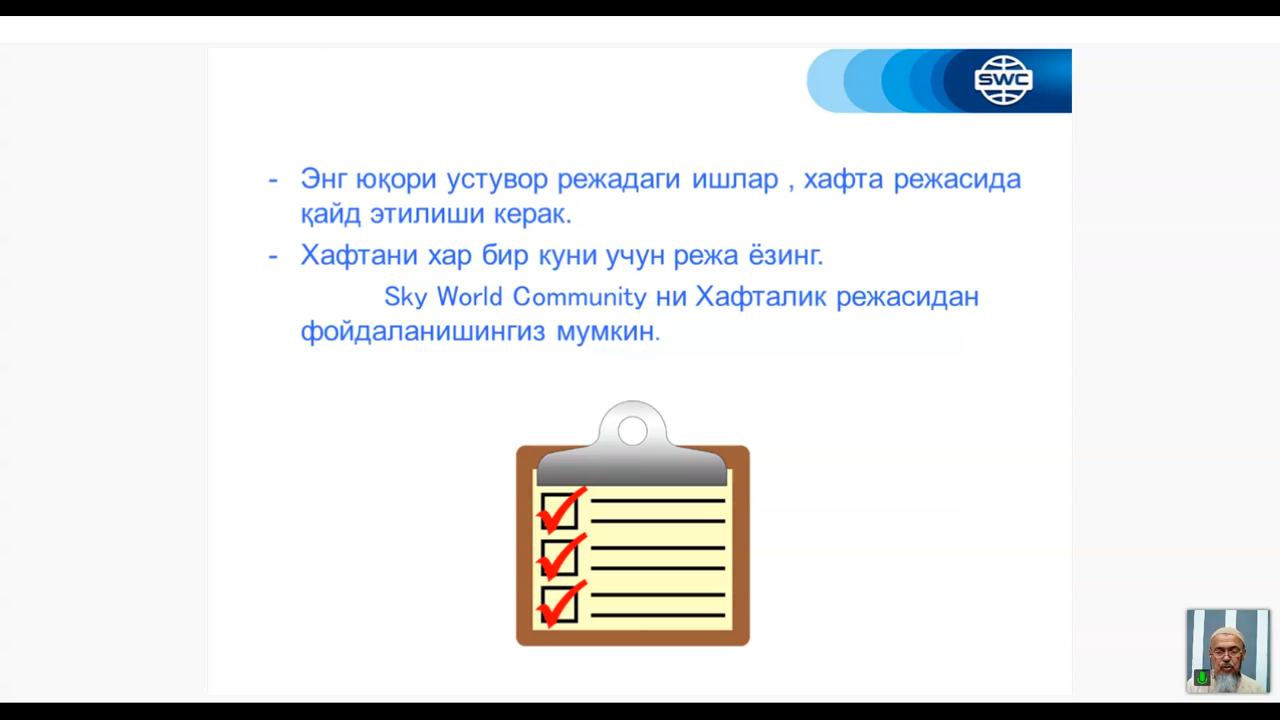 SWC
- Энг юқори устувор режадаги ишлар , хафта режасида
қайд этилиши керак.
- Хафтани хар бир куни учун режа ёзинг.
Sky World Community ни Хафталик режасидан
фойдаланишингиз мумкин.